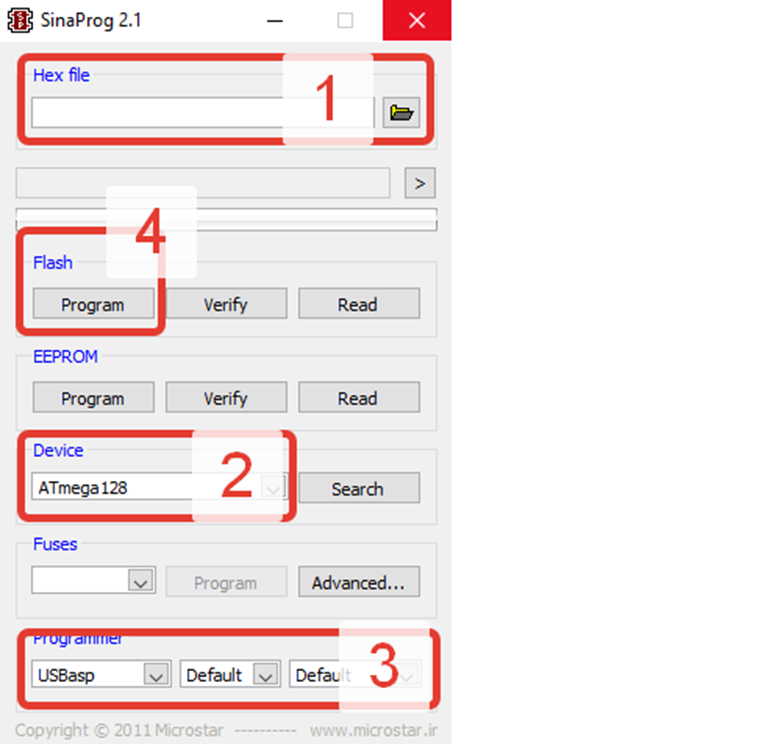 SinaProg 2.1
Hex file
1
>
4
Flash
Program Verify Read
EEPROM
Program Verify Read
Device
2
ATmega128 Search
Fuses
Program Advanced...
Programmer
3
USBasp Default Default
Copyright © 2011 Microstar ---------- www.microstar.ir